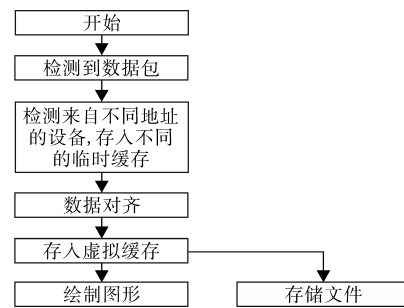 开始
检测到数据包
检测来自不同地址
的设备,存入不同
的临时缓存
数据对齐
存入虚拟缓存
绘制图形
存储文件